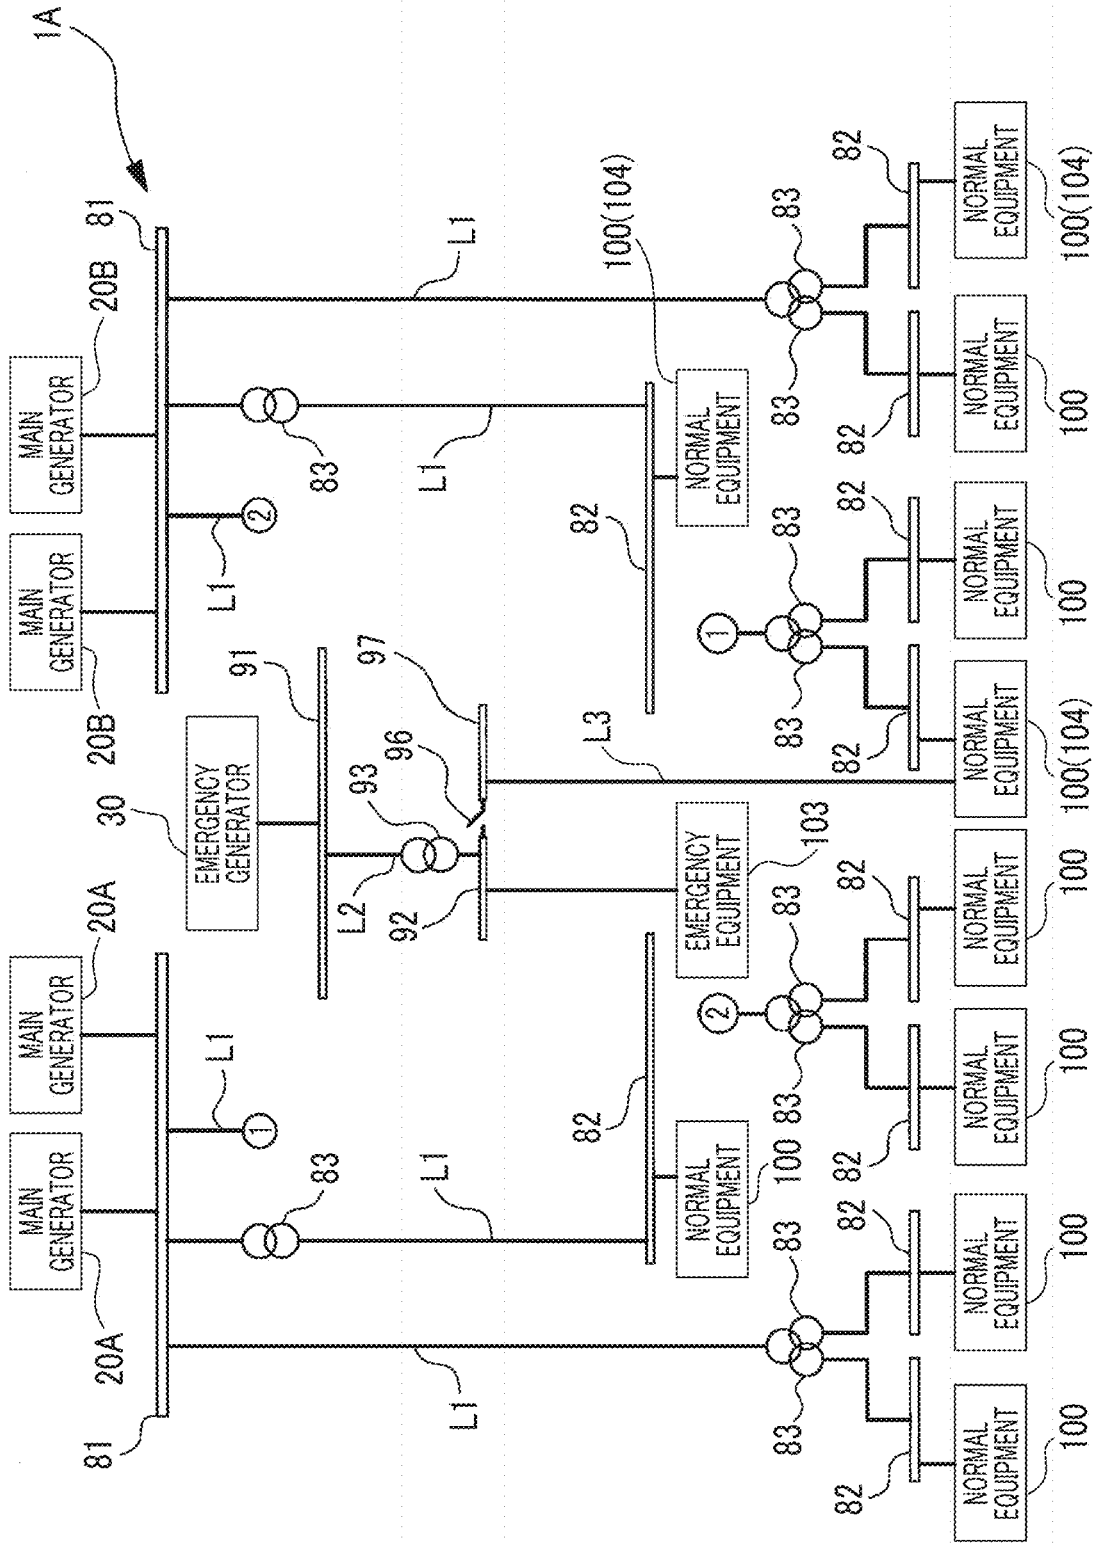 1A
MAIN
GENERATOR
MAIN
GENERATOR
MAIN
GENERATOR
MAIN
GENERATOR
81
20A
20A
30
20B
20B
81
EMERGENCY
GENERATOR
L1
L1
91
①
②
83
L2
93
97
83
92
96
L1
L1
L1
L1
82
L3
82
100(104)
NORMAL
EQUIPMENT
EMERGENCY
EQUIPMENT
NORMAL
EQUIPMENT
②
①
100
103
83
83
83
83
83
83
83
83
82
82
82
82
82
82
82
82
NORMAL
EQUIPMENT
NORMAL
EQUIPMENT
NORMAL
EQUIPMENT
NORMAL
EQUIPMENT
NORMAL
EQUIPMENT
NORMAL
EQUIPMENT
NORMAL
EQUIPMENT
NORMAL
EQUIPMENT
100
100
100
100
100(104)
100
100
100(104)